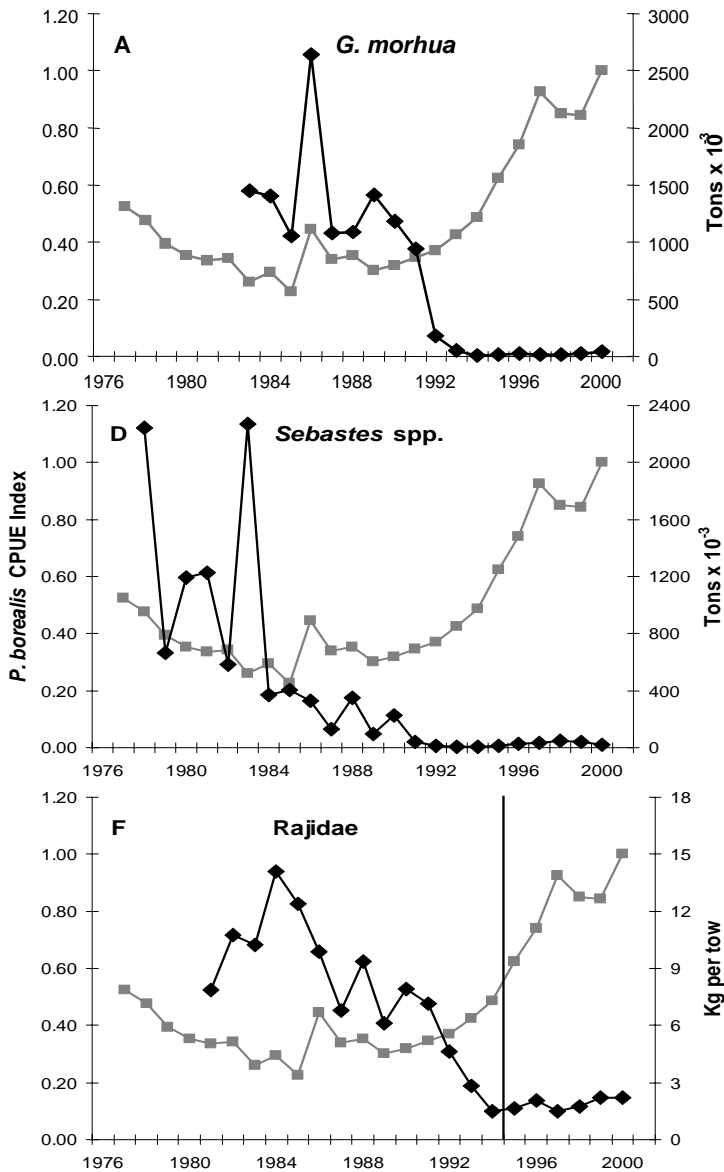 A G. morhua
1.20 1.00 0.80 0.60 0.40 0.20 0.00
3000 2500 2000 1500 1000 500 0
Tons x 10-3
1976 1980 1984 1988 1992 1996 2000
D Sebastes spp.
1.20 1.00 0.80 0.60 0.40 0.20 0.00
P. borealis CPUE Index
2400 2000 1600 1200 800 400 0
Tons x 10-3
1976 1980 1984 1988 1992 1996 2000
F Rajidae
1.20 1.00 0.80 0.60 0.40 0.20 0.00
18 15 12 9 6 3 0
Kg per tow
1976 1980 1984 1988 1992 1996 2000